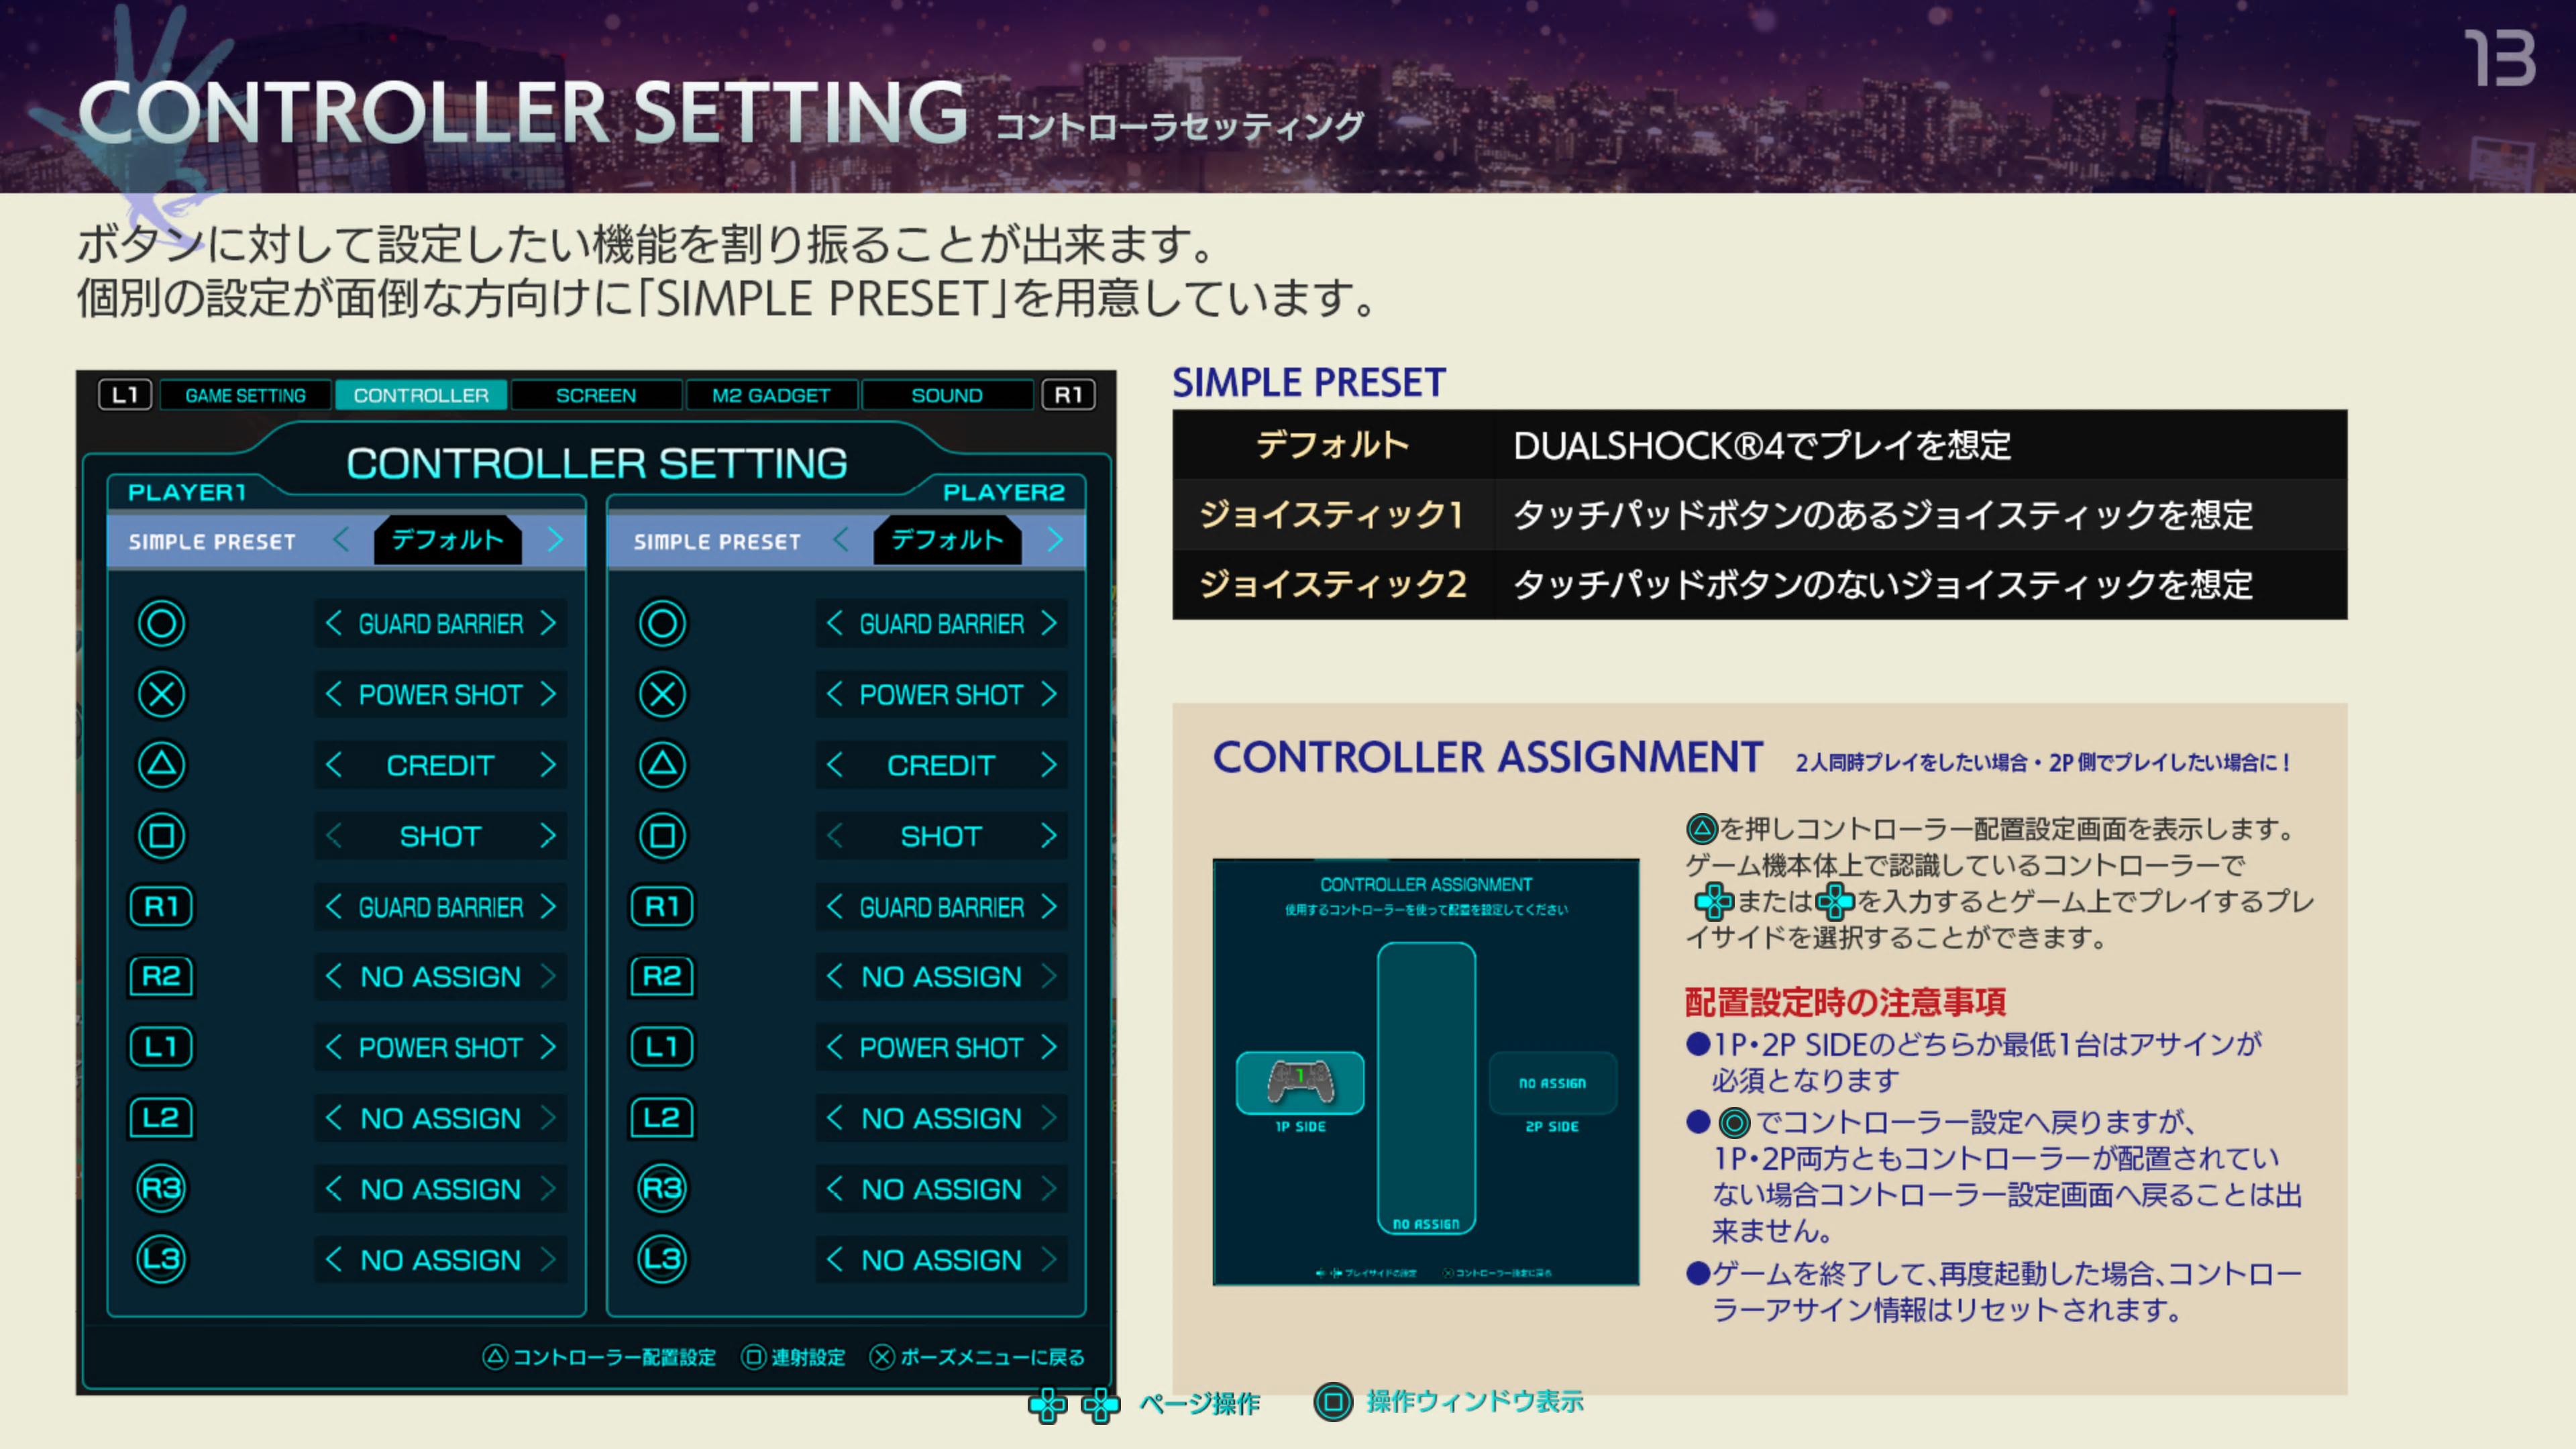 13
CONTROLLER SETTING コントローラセッティング
ボタンに対して設定したい機能を割り振ることが出来ます。
個別の設定が面倒な方向けに「SIMPLE PRESET」を用意しています。
L1 GAME SETTING CONTROLLER SCREEN M2 GADGET SOUND R1
CONTROLLER SETTING
PLAYER1 PLAYER2
SIMPLE PRESET デフォルト SIMPLE PRESET デフォルト
GUARD BARRIER GUARD BARRIER
POWER SHOT POWER SHOT
CREDIT CREDIT
SHOT SHOT
R1 GUARD BARRIER R1 GUARD BARRIER
R2 NO ASSIGN R2 NO ASSIGN
L1 POWER SHOT L1 POWER SHOT
L2 NO ASSIGN L2 NO ASSIGN
R3 NO ASSIGN R3 NO ASSIGN
L3 NO ASSIGN L3 NO ASSIGN
コントローラー配置設定 連射設定 ポーズメニューに戻る
SIMPLE PRESET
デフォルト DUALSHOCK®4でプレイを想定
ジョイスティック1 タッチパッドボタンのあるジョイスティックを想定
ジョイスティック2 タッチパッドボタンのないジョイスティックを想定
CONTROLLER ASSIGNMENT 2人同時プレイをしたい場合・2P側でプレイしたい場合に!
CONTROLLER ASSIGNMENT
使用するコントローラーを使って配置を設定してください
1
1P SIDE
NO ASSIGN
NO ASSIGN
2P SIDE
プレイサイドの設定 コントローラー設定に戻る
を押しコントローラー配置設定画面を表示します。
ゲーム機本体上で認識しているコントローラーで
またはを入力するとゲーム上でプレイするプレ
イサイドを選択することができます。
配置設定時の注意事項
●1P・2P SIDEのどちらか最低1台はアサインが
必須となります
●でコントローラー設定へ戻りますが、
1P・2P両方ともコントローラーが配置されてい
ない場合コントローラー設定画面へ戻ることは出
来ません。
●ゲームを終了して、再度起動した場合、コントロー
ラーアサイン情報はリセットされます。
ページ操作 操作ウィンドウ表示